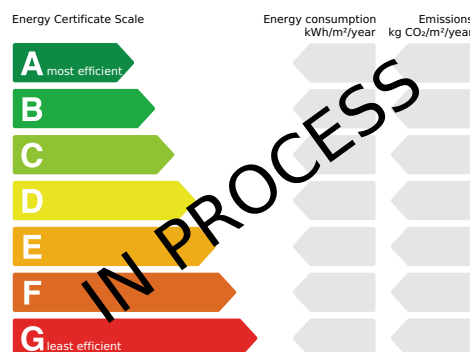 Energy Certificate Scale
Energy consumption
kWh/m²/year
Emissions
kg CO₂/m²/year
A most efficient
B
C
D
E
F
G least efficient
IN PROCESS